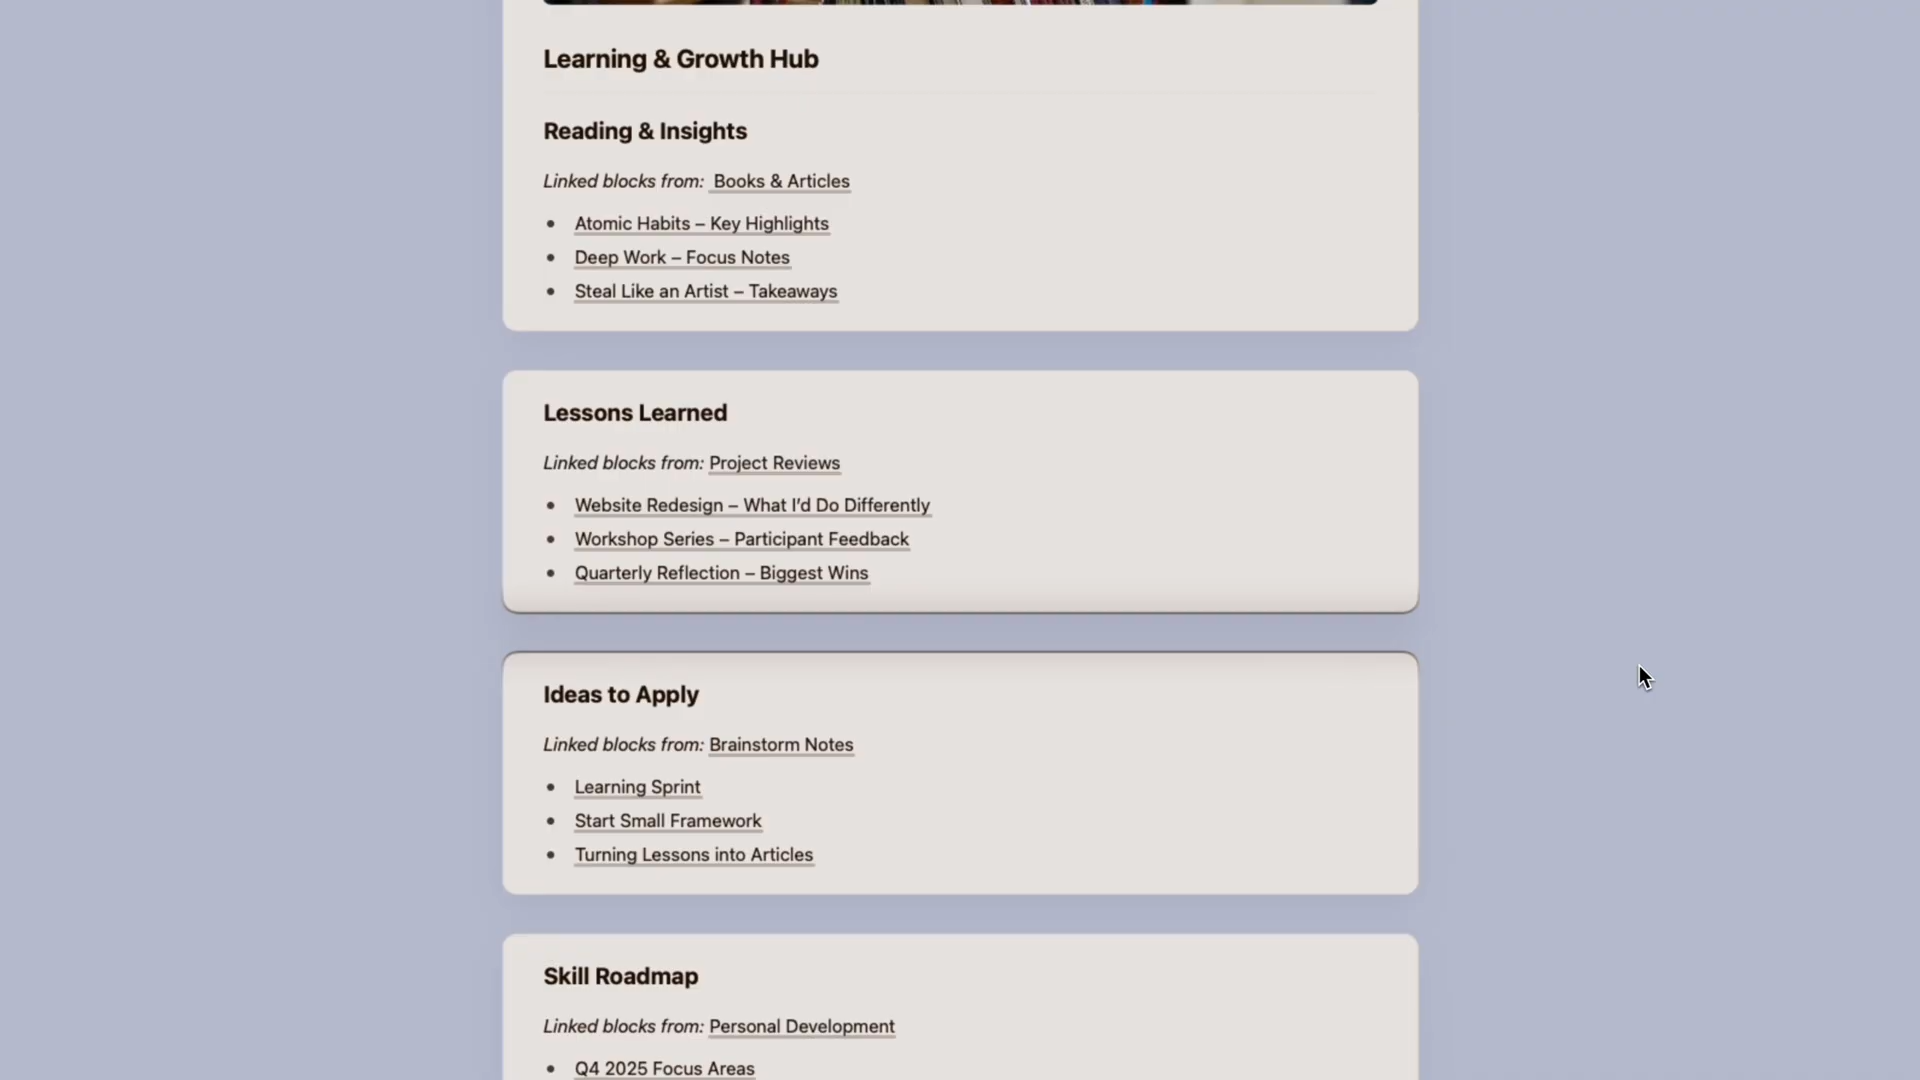 Learning & Growth Hub
Reading & Insights
Linked blocks from: Books & Articles
• Atomic Habits – Key Highlights
• Deep Work – Focus Notes
• Steal Like an Artist – Takeaways
Lessons Learned
Linked blocks from: Project Reviews
• Website Redesign – What I’d Do Differently
• Workshop Series – Participant Feedback
• Quarterly Reflection – Biggest Wins
Ideas to Apply
Linked blocks from: Brainstorm Notes
• Learning Sprint
• Start Small Framework
• Turning Lessons into Articles
Skill Roadmap
Linked blocks from: Personal Development
• Q4 2025 Focus Areas